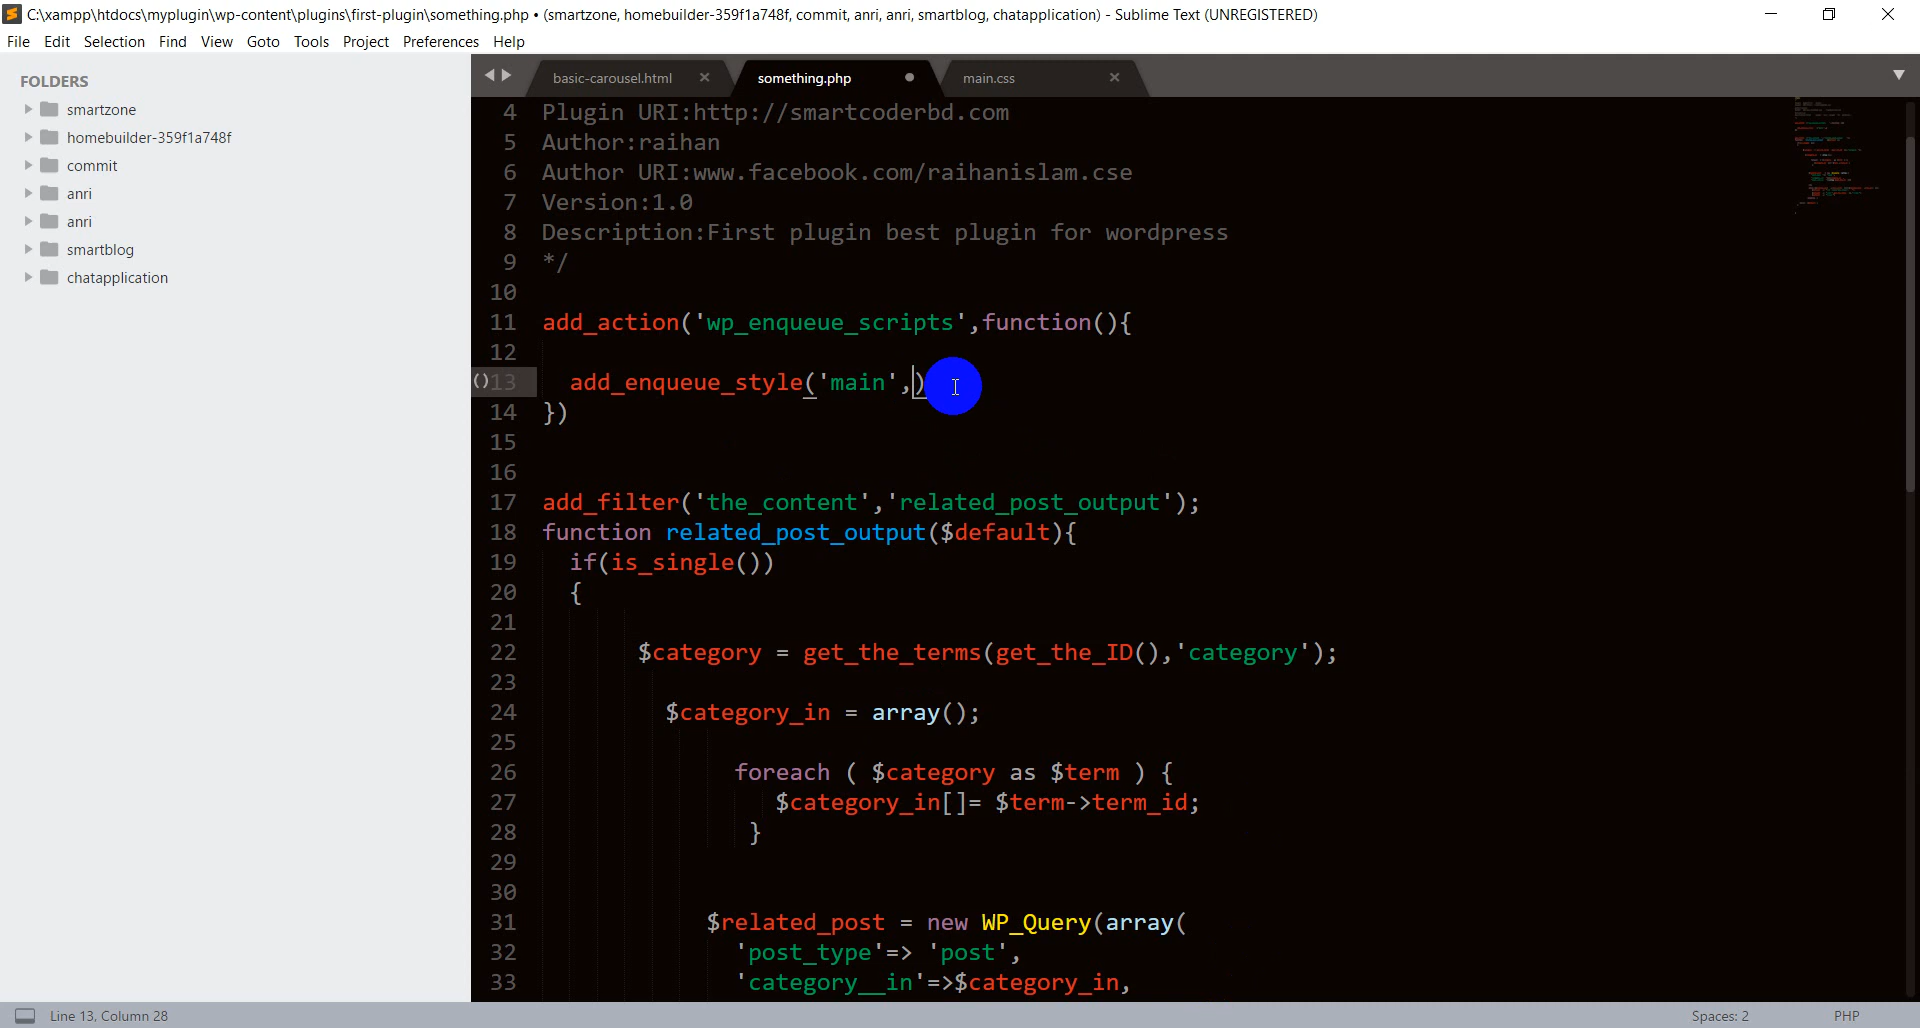 C:\xampp\htdocs\myplugin\wp-content\plugins\first-plugin\something.php • (smartzone, homebuilder-359f1a748f, commit, anri, anri, smartblog, chatapplication) - Sublime Text (UNREGISTERED)
File Edit Selection Find View Goto Tools Project Preferences Help
FOLDERS
smartzone
homebuilder-359f1a748f
commit
anri
anri
smartblog
chatapplication
basic-carousel.html
something.php
main.css
4 Plugin URI:http://smartcoderbd.com
5 Author:raihan
6 Author URI:www.facebook.com/raihanislam.cse
7 Version:1.0
8 Description:First plugin best plugin for wordpress
9 */
10
11 add_action('wp_enqueue_scripts',function(){
12
13 add_enqueue_style('main',)
14 })
15
16
17 add_filter('the_content','related_post_output');
18 function related_post_output($default){
19 if(is_single())
20 {
21
22 $category = get_the_terms(get_the_ID(),'category');
23
24 $category_in = array();
25
26 foreach ( $category as $term ) {
27 $category_in[]= $term->term_id;
28 }
29
30
31 $related_post = new WP_Query(array(
32 'post_type'=> 'post',
33 'category__in'=>$category_in,
Line 13, Column 28
Spaces: 2
PHP